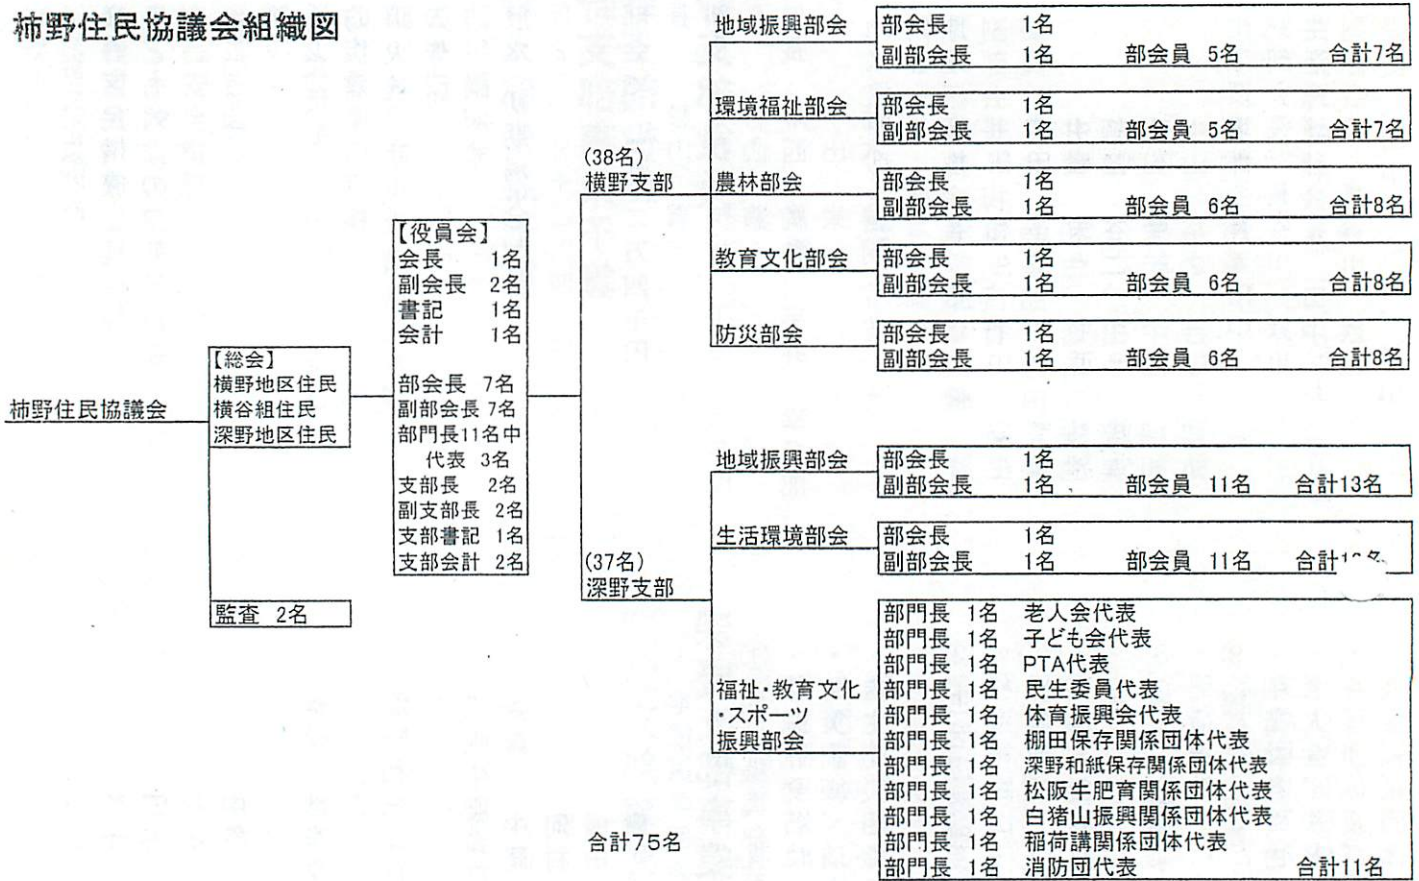 柿野住民協議会組織図
柿野住民協議会
【総会】
横野地区住民
横谷組住民
深野地区住民
監査 2名
【役員会】
会長 1名
副会長 2名
書記 1名
会計 1名
部会長 7名
副部会長 7名
部門長11名中
代表 3名
支部長 2名
副支部長 2名
支部書記 1名
支部会計 2名
(38名)
横野支部
地域振興部会
部会長 1名
副部会長 1名 部会員 5名 合計7名
環境福祉部会
部会長 1名
副部会長 1名 部会員 5名 合計7名
農林部会
部会長 1名
副部会長 1名 部会員 6名 合計8名
教育文化部会
部会長 1名
副部会長 1名 部会員 6名 合計8名
防災部会
部会長 1名
副部会長 1名 部会員 6名 合計8名
(37名)
深野支部
地域振興部会
部会長 1名
副部会長 1名 部会員 11名 合計13名
生活環境部会
部会長 1名
副部会長 1名 部会員 11名 合計
福祉・教育文化
・スポーツ
振興部会
部門長 1名 老人会代表
部門長 1名 子ども会代表
部門長 1名 PTA代表
部門長 1名 民生委員代表
部門長 1名 体育振興会代表
部門長 1名 棚田保存関係団体代表
部門長 1名 深野和紙保存関係団体代表
部門長 1名 松阪牛肥育関係団体代表
部門長 1名 白猪山振興関係団体代表
部門長 1名 稲荷講関係団体代表
部門長 1名 消防団代表 合計11名
合計75名